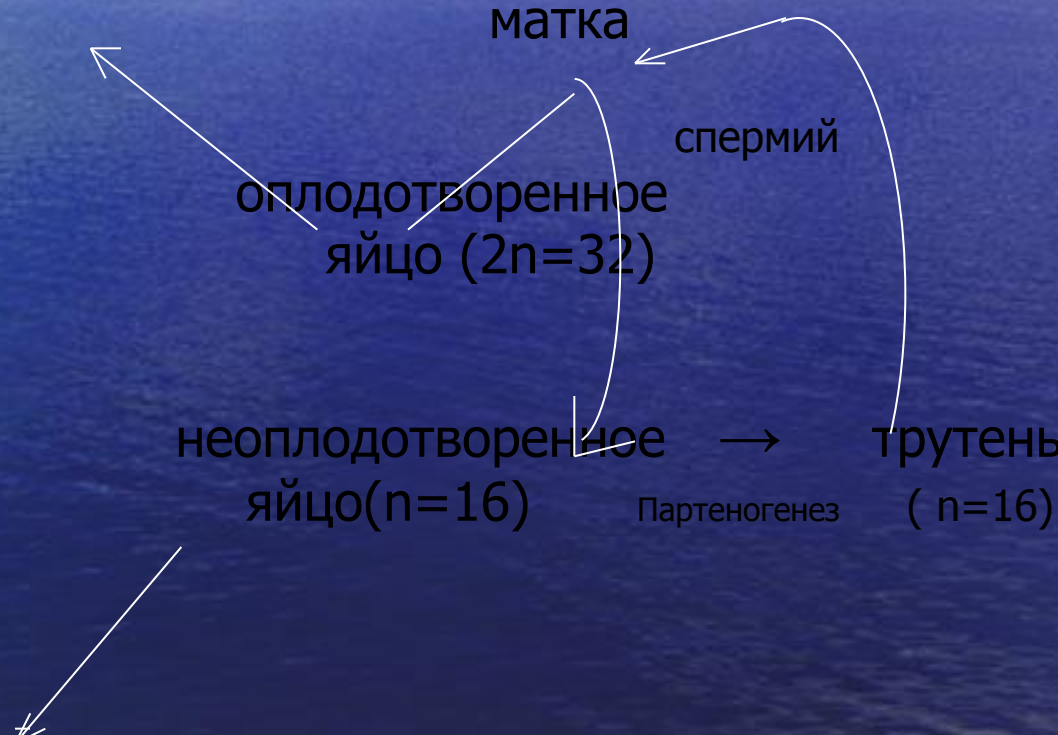 матка
спермий
оплодотворенное
яйцо (2n=32)
неоплодотворенное → трутень
яйцо(n=16) Партеногенез ( n=16)